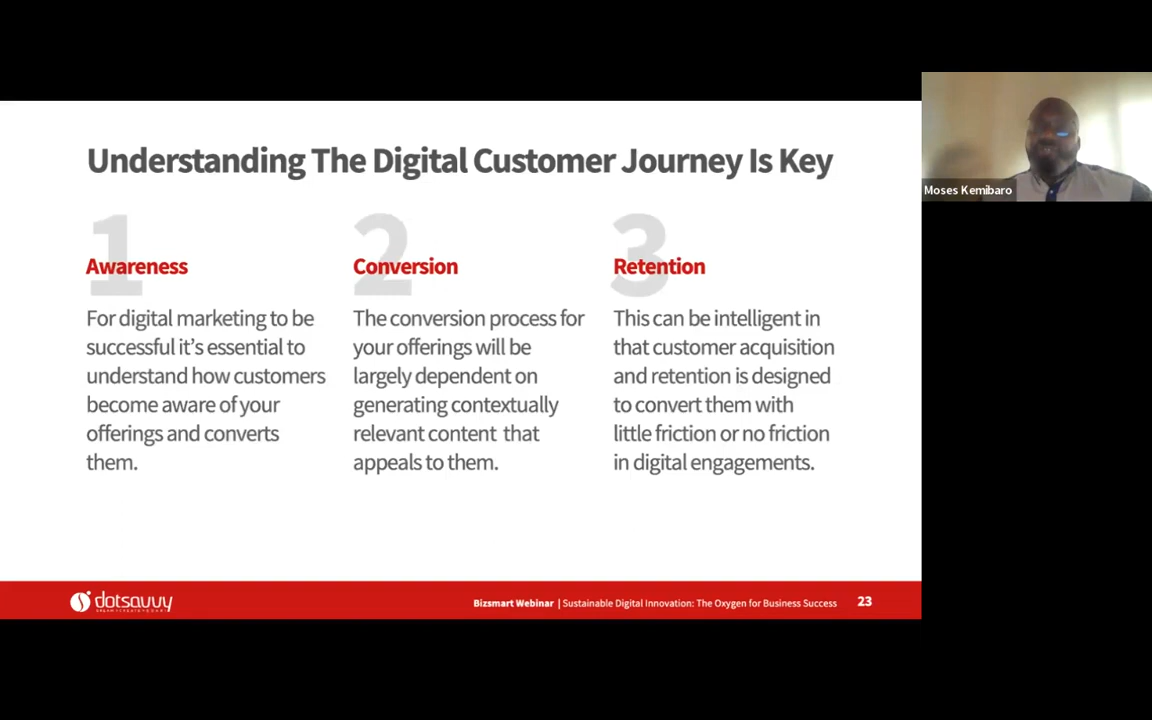 Understanding The Digital Customer Journey Is Key
1
Awareness
For digital marketing to be
successful it's essential to
understand how customers
become aware of your
offerings and converts
them.
2
Conversion
The conversion process for
your offerings will be
largely dependent on
generating contextually
relevant content that
appeals to them.
3
Retention
This can be intelligent in
that customer acquisition
and retention is designed
to convert them with
little friction or no friction
in digital engagements.
dotsavvy
Bizsmart Webinar | Sustainable Digital Innovation: The Oxygen for Business Success 23
Moses Kemibaro